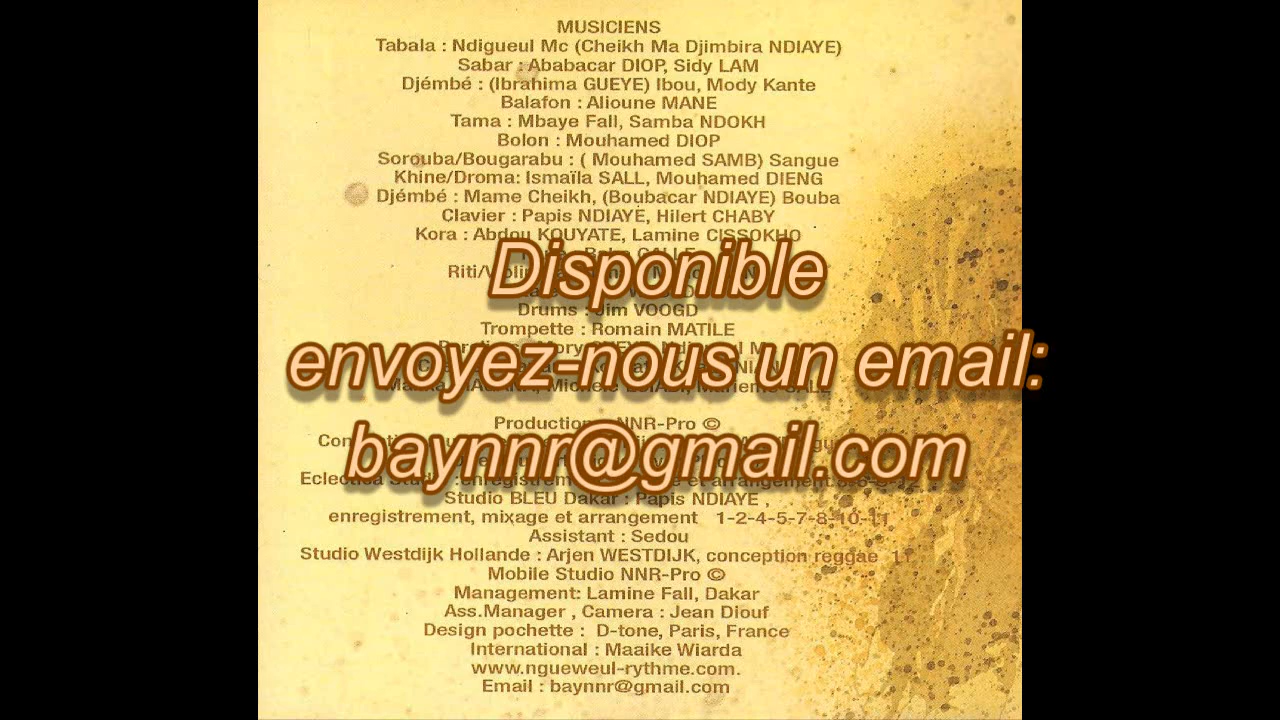 MUSICIENS
Tabala : Ndigueul Mc (Cheikh Ma Djimbira NDIAYE)
Sabar : Ababacar DIOP, Sidy LAM
Djémbé : (Ibrahima GUEYE) Ibou, Mody Kante
Balafon : Alioune MANE
Tama : Mbaye Fall, Samba NDOKH
Bolon : Mouhamed DIOP
Sorouba/Bougarabu : ( Mouhamed SAMB) Sangue
Khine/Droma: Ismaïla SALL, Mouhamed DIENG
Djémbé : Mame Cheikh, (Boubacar NDIAYE) Bouba
Clavier : Papis NDIAYE, Hilert CHABY
Kora : Abdou KOUYATE, Lamine CISSOKHO
Disponible
Drums : Jim VOOGD
Trompette : Romain MATILE
envoyez-nous un email:
Production : NNR-Pro ©
baynnr@gmail.com
Studio BLEU Dakar : Papis NDIAYE ,
enregistrement, mixage et arrangement 1-2-4-5-7-8-10-11
Assistant : Sedou
Studio Westdijk Hollande : Arjen WESTDIJK, conception reggae 11
Mobile Studio NNR-Pro ©
Management: Lamine Fall, Dakar
Ass.Manager , Camera : Jean Diouf
Design pochette : D-tone, Paris, France
International : Maaike Wiarda
www.ngueweul-rythme.com.
Email : baynnr@gmail.com